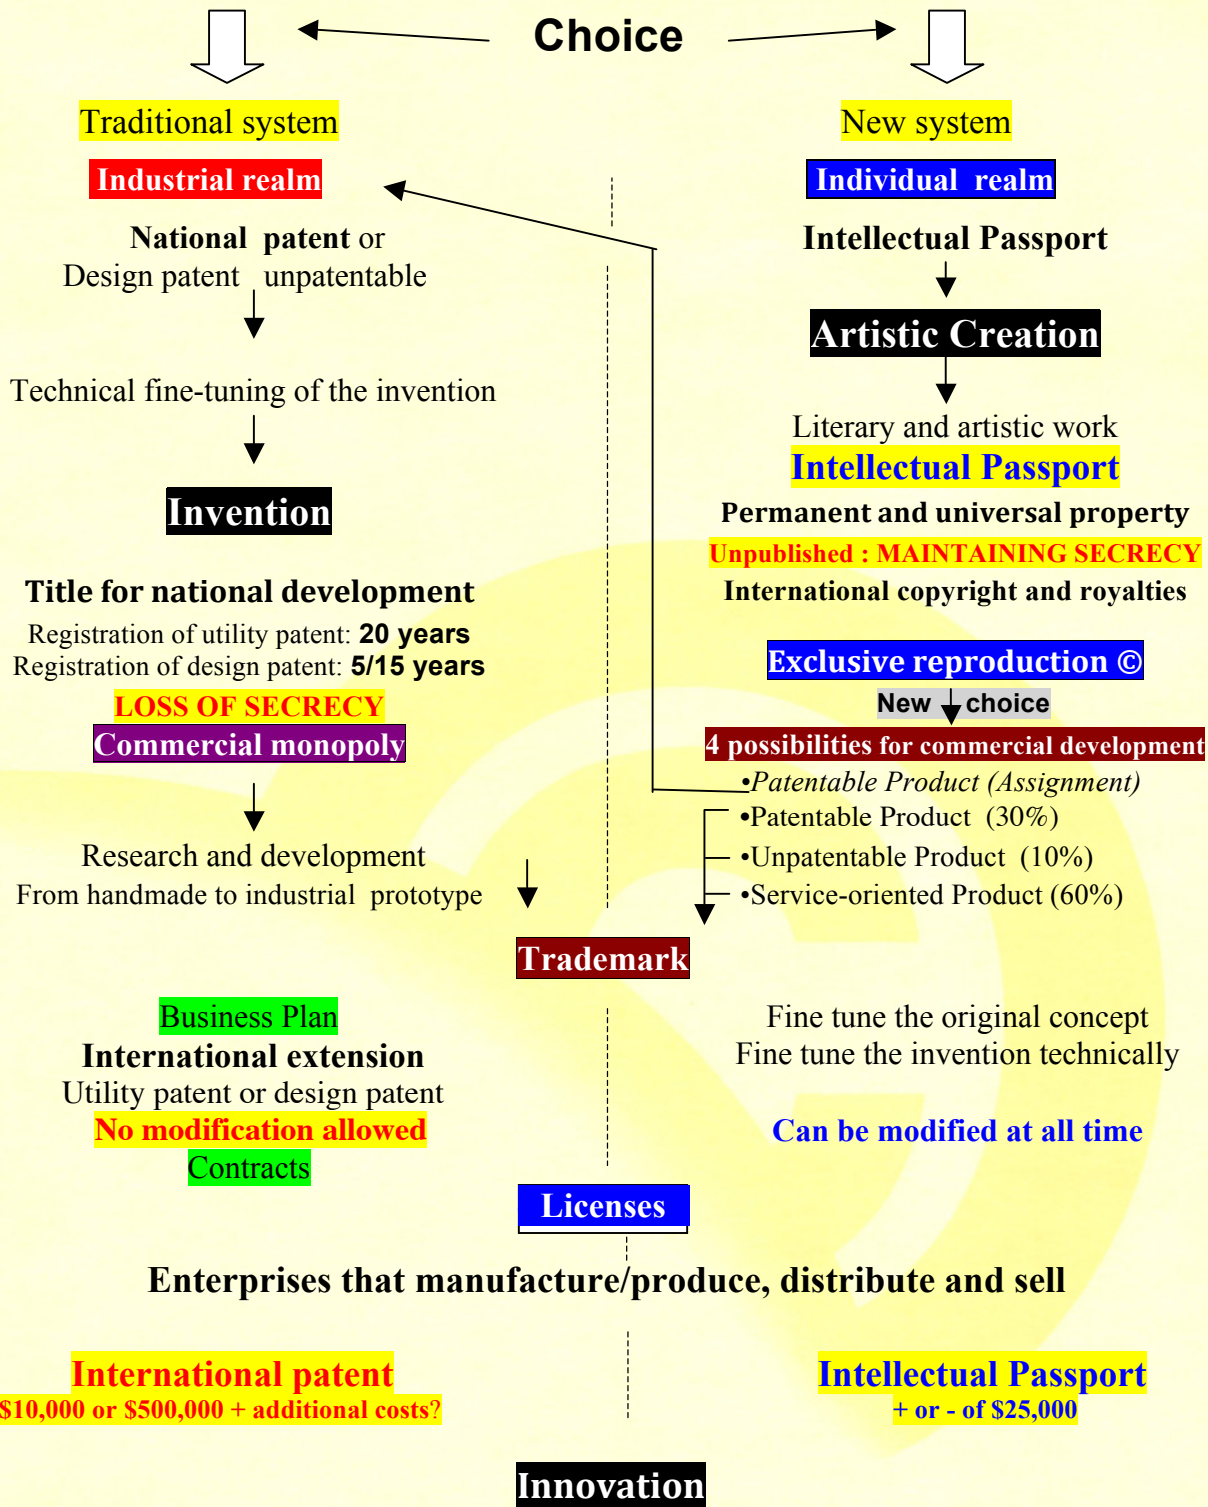 Choice
Traditional system
Industrial realm
National patent or
Design patent unpatentable
Technical fine-tuning of the invention
Invention
Title for national development
Registration of utility patent: 20 years
Registration of design patent: 5/15 years
LOSS OF SECRECY
Commercial monopoly
Research and development
From handmade to industrial prototype
New system
Individual realm
Intellectual Passport
Artistic Creation
Literary and artistic work
Intellectual Passport
Permanent and universal property
Unpublished : MAINTAINING SECRECY
International copyright and royalties
Exclusive reproduction ©
New choice
4 possibilities for commercial development
•Patentable Product (Assignment)
•Patentable Product (30%)
•Unpatentable Product (10%)
•Service-oriented Product (60%)
Trademark
Business Plan
International extension
Utility patent or design patent
No modification allowed
Contracts
Fine tune the original concept
Fine tune the invention technically
Can be modified at all time
Licenses
Enterprises that manufacture/produce, distribute and sell
International patent
$10,000 or $500,000 + additional costs?
Intellectual Passport
+ or - of $25,000
Innovation